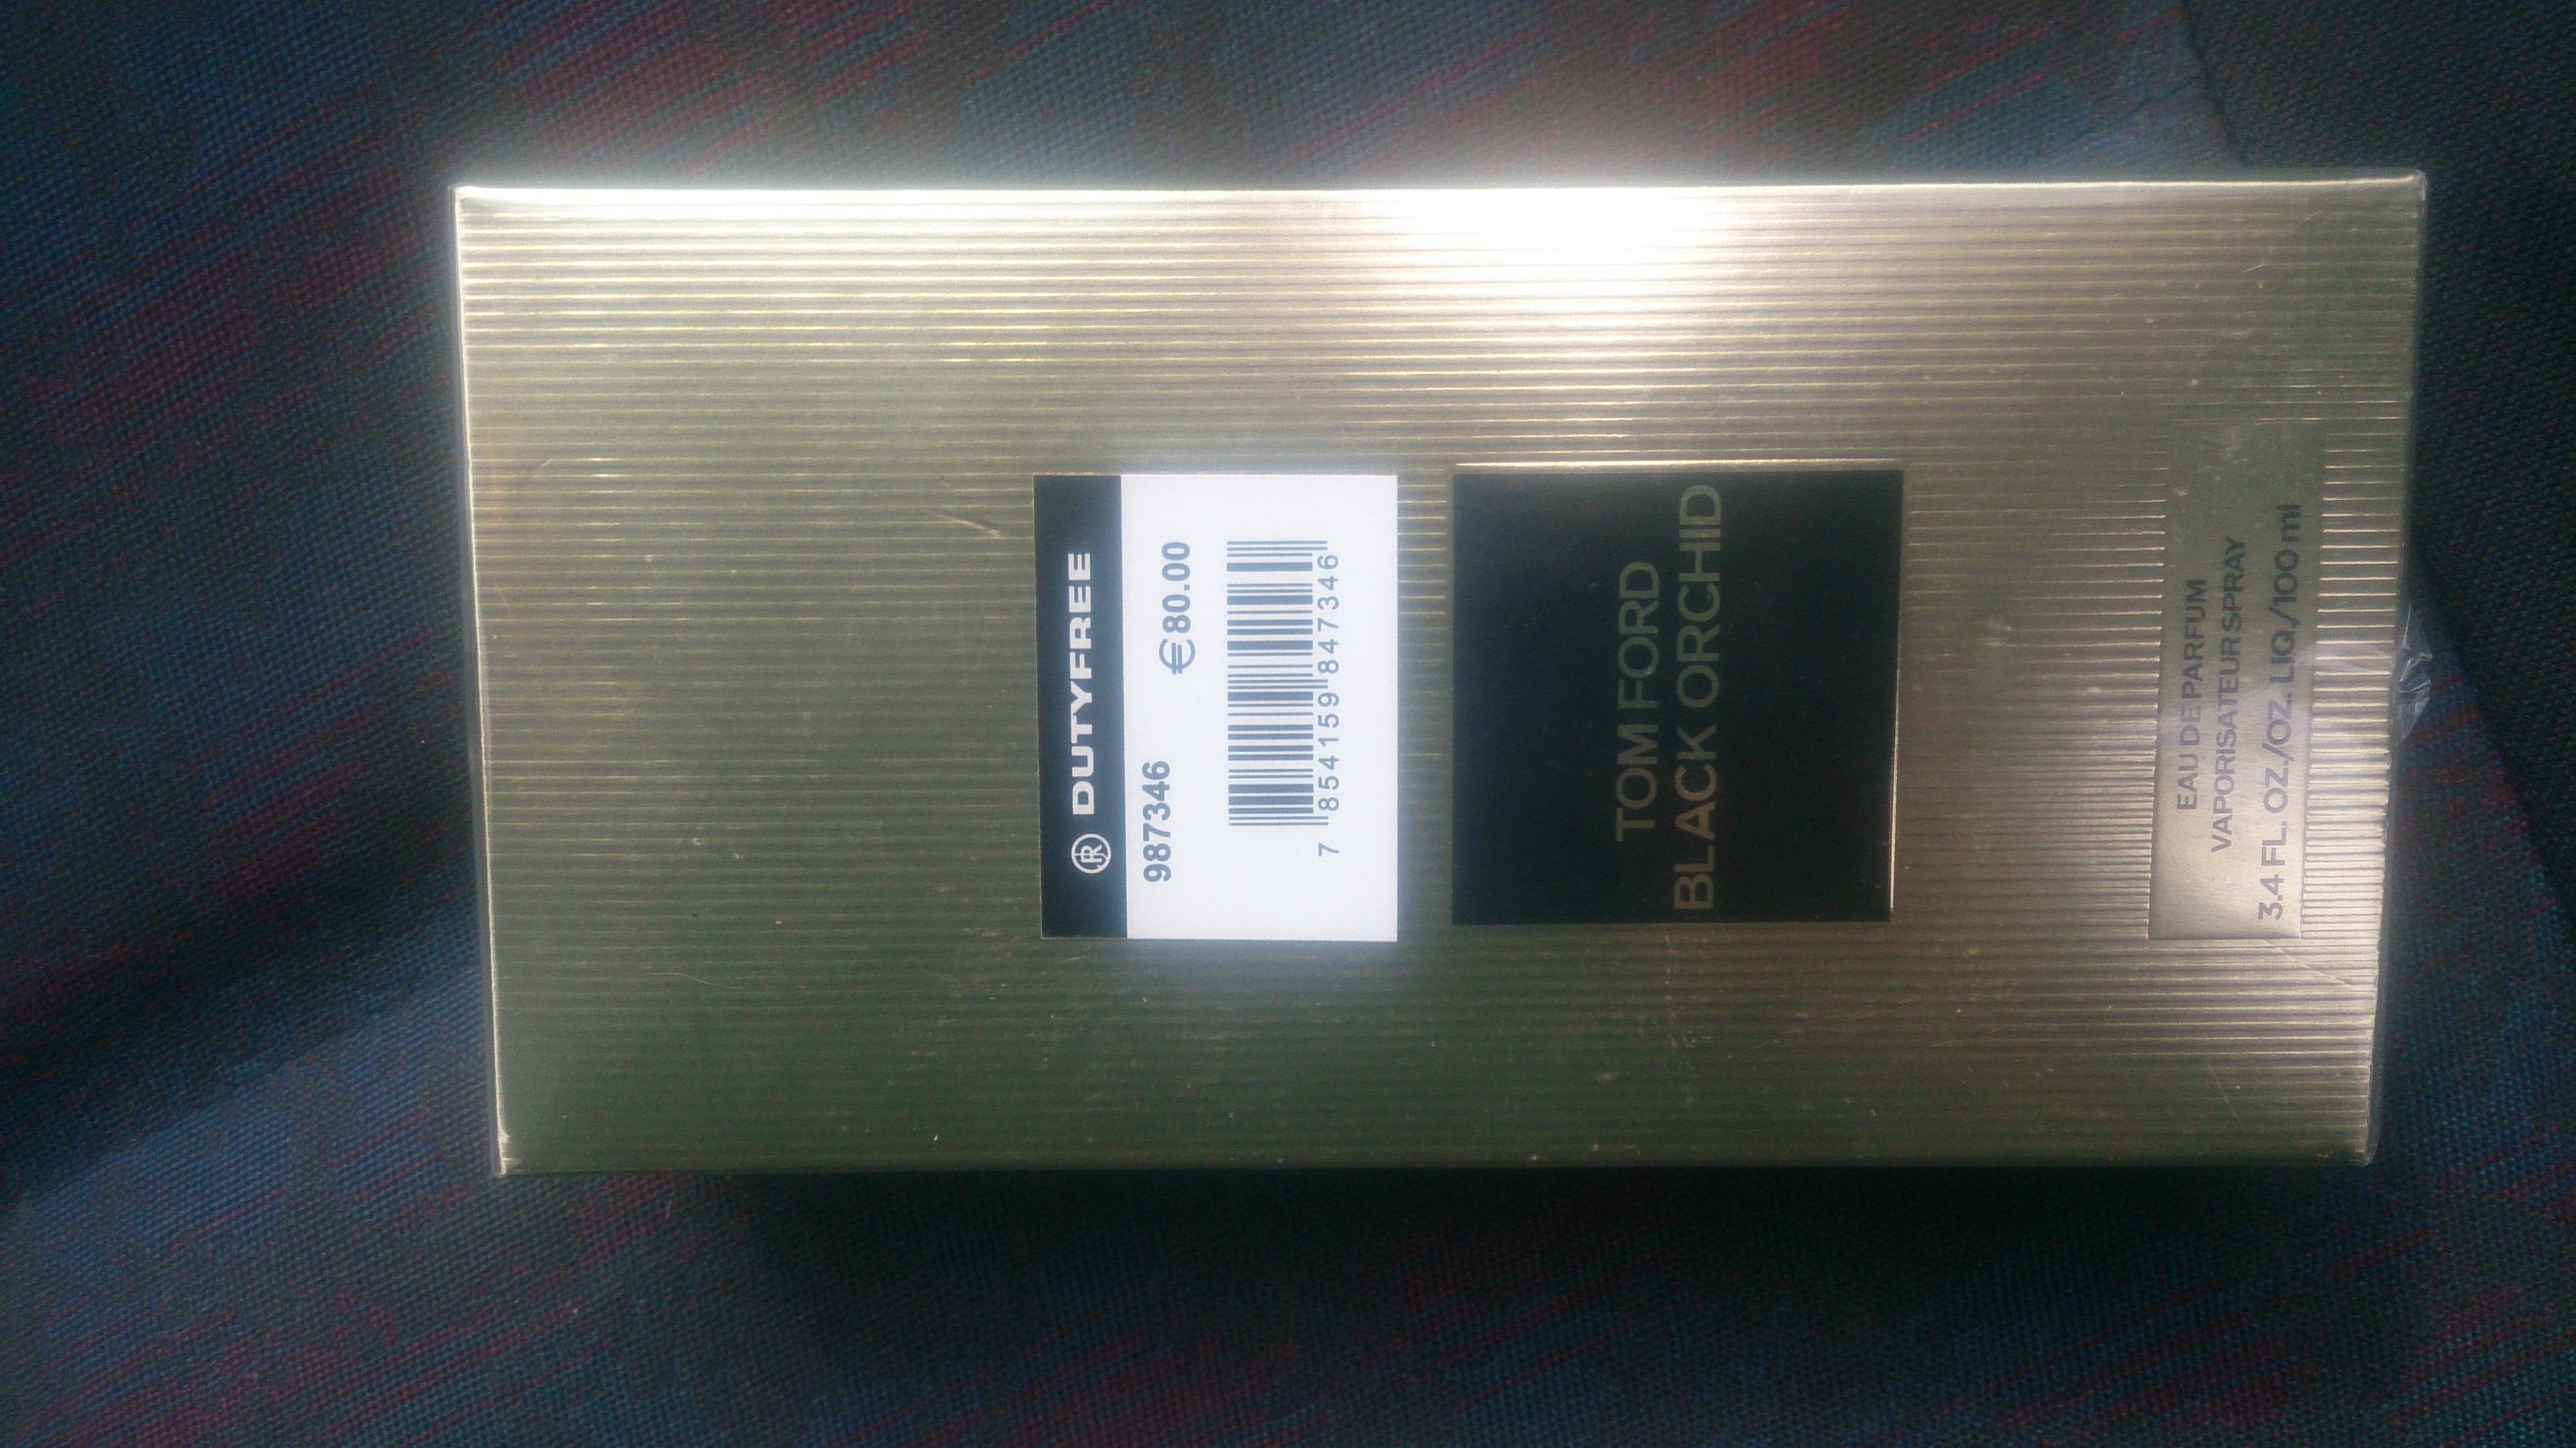 DUTYFREE
987346
€80.00
7 854159 847346
TOM FORD
BLACK ORCHID
EAU DE PARFUM
VAPORISATEUR SPRAY
3.4 FL. OZ./OZ. LIQ./100 ml